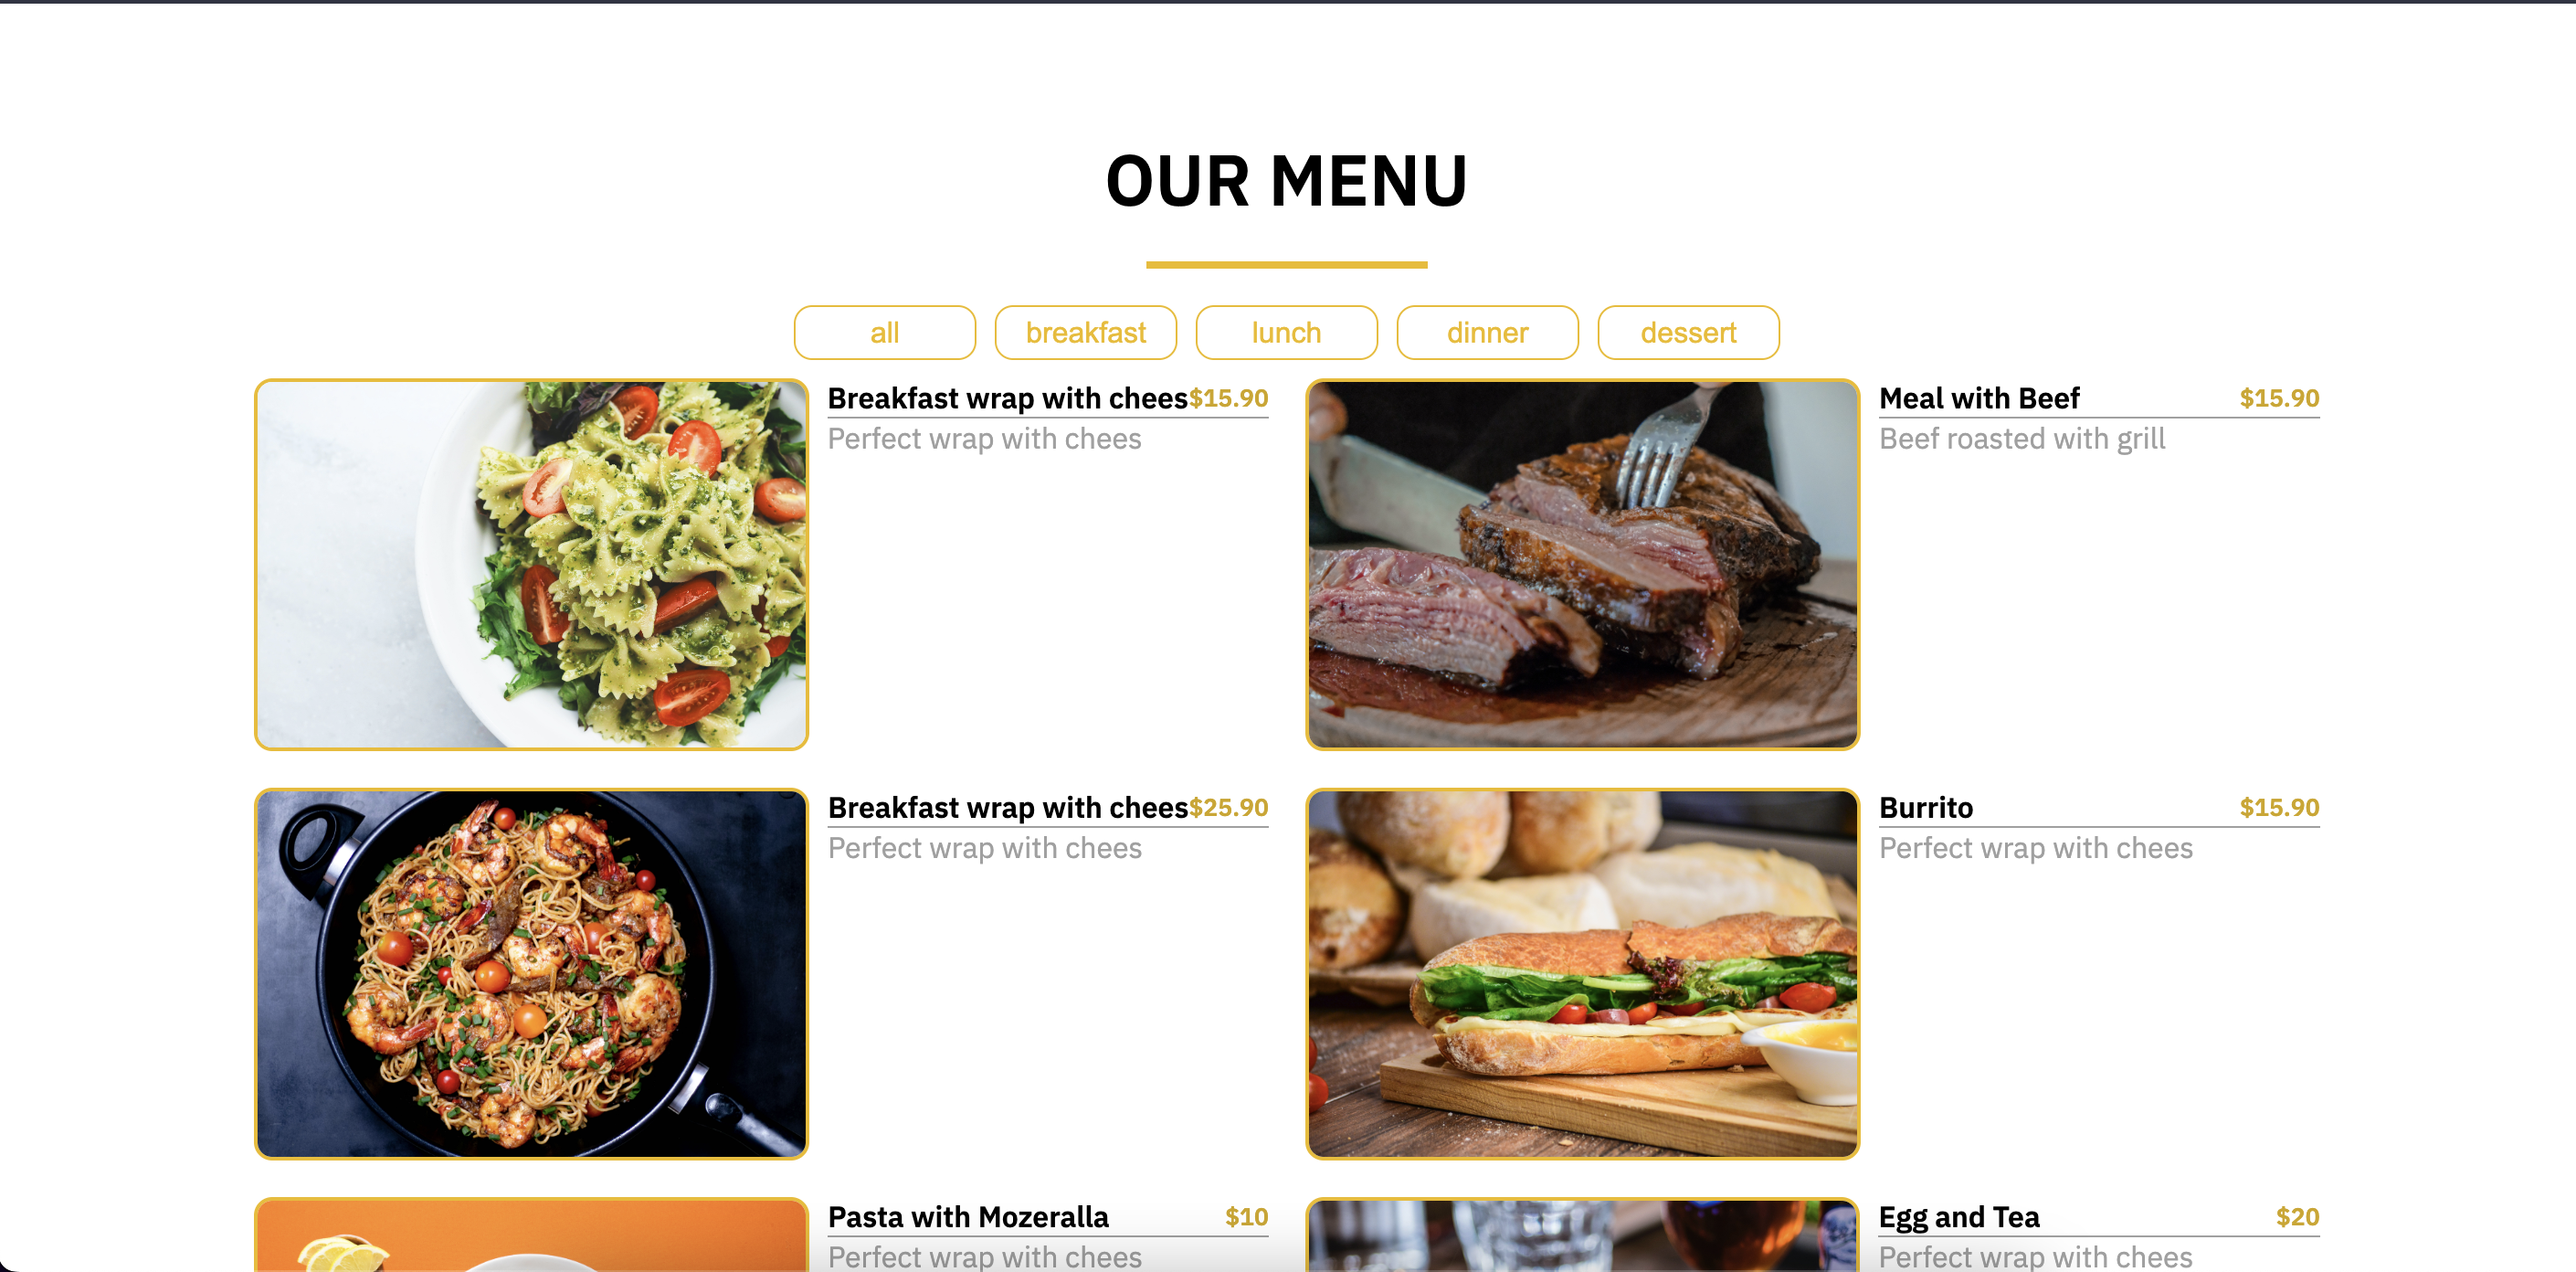 OUR MENU
all breakfast lunch dinner dessert
Breakfast wrap with chees $15.90
Perfect wrap with chees
Meal with Beef $15.90
Beef roasted with grill
Breakfast wrap with chees $25.90
Perfect wrap with chees
Burrito $15.90
Perfect wrap with chees
Pasta with Mozeralla $10
Perfect wrap with chees
Egg and Tea $20
Perfect wrap with chees